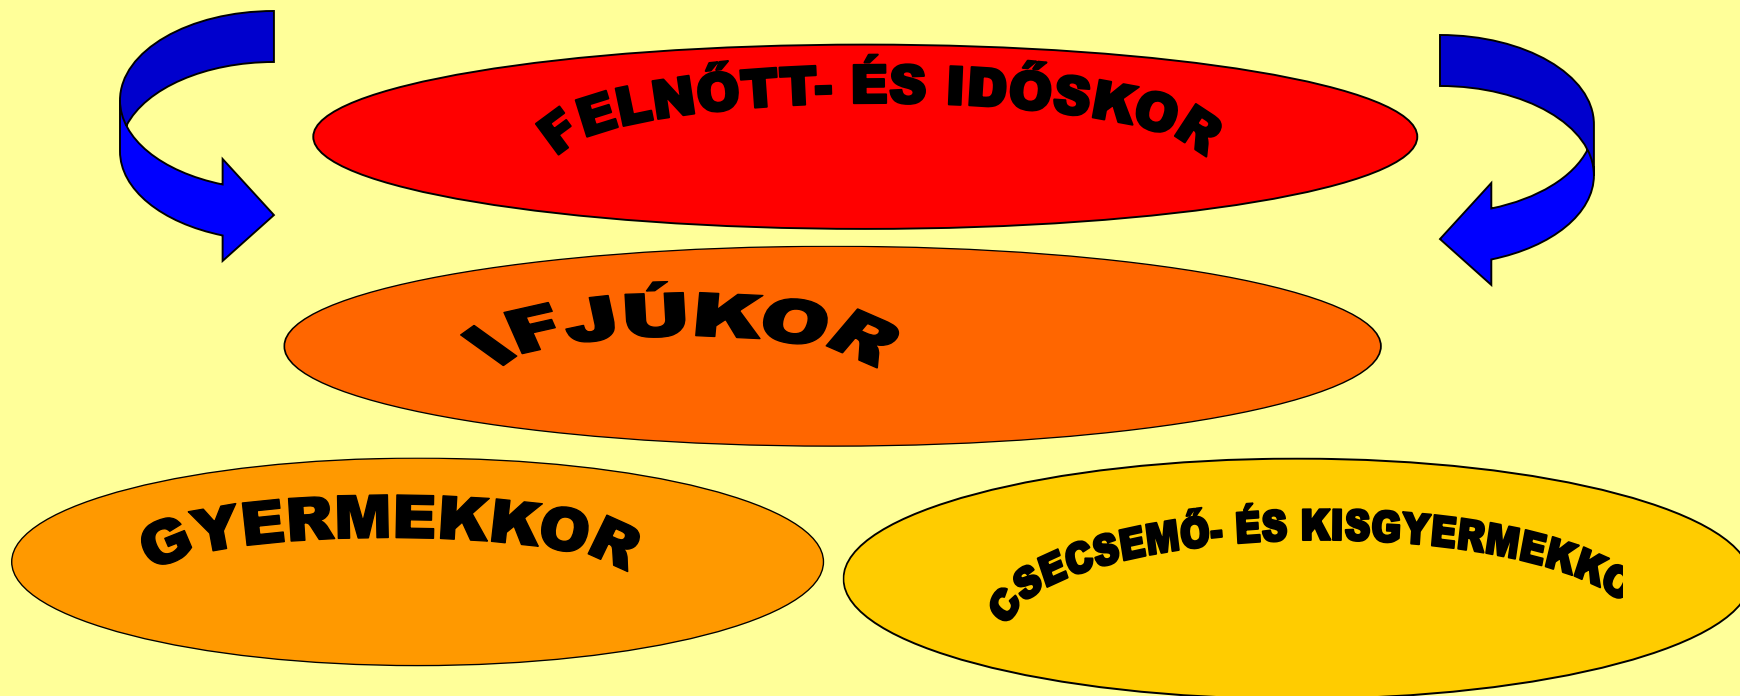 FELNŐTT- ÉS IDŐSKOR
IFJÚKOR
GYERMEKKOR
CSECSEMŐ- ÉS KISGYERMEKKO